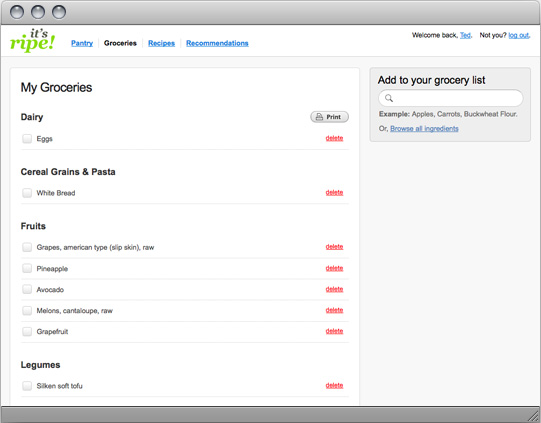 it's
ripe!
Pantry Groceries Recipes Recommendations
Welcome back, Ted. Not you? log out.
My Groceries
Dairy
Print
Eggs delete
Cereal Grains & Pasta
White Bread delete
Fruits
Grapes, american type (slip skin), raw delete
Pineapple delete
Avocado delete
Melons, cantaloupe, raw delete
Grapefruit delete
Legumes
Silken soft tofu delete
Add to your grocery list
Example: Apples, Carrots, Buckwheat Flour.
Or, Browse all ingredients